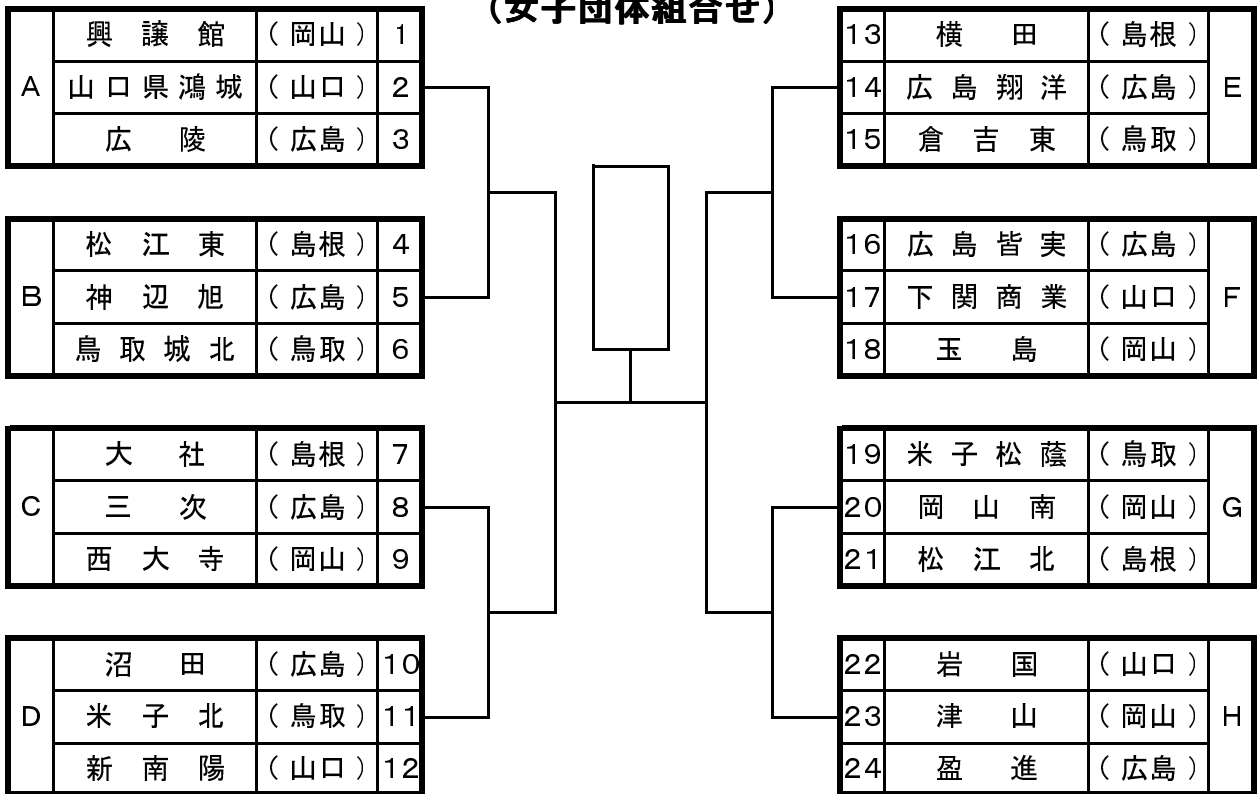 （女子団体組合せ）
A
興譲館（岡山）1
山口県鴻城（山口）2
広陵（広島）3
B
松江東（島根）4
神辺旭（広島）5
鳥取城北（鳥取）6
C
大社（島根）7
三次（広島）8
西大寺（岡山）9
D
沼田（広島）10
米子北（鳥取）11
新南陽（山口）12
E
13 横田（島根）
14 広島翔洋（広島）
15 倉吉東（鳥取）
F
16 広島皆実（広島）
17 下関商業（山口）
18 玉島（岡山）
G
19 米子松蔭（鳥取）
20 岡山南（岡山）
21 松江北（島根）
H
22 岩国（山口）
23 津山（岡山）
24 盈進（広島）